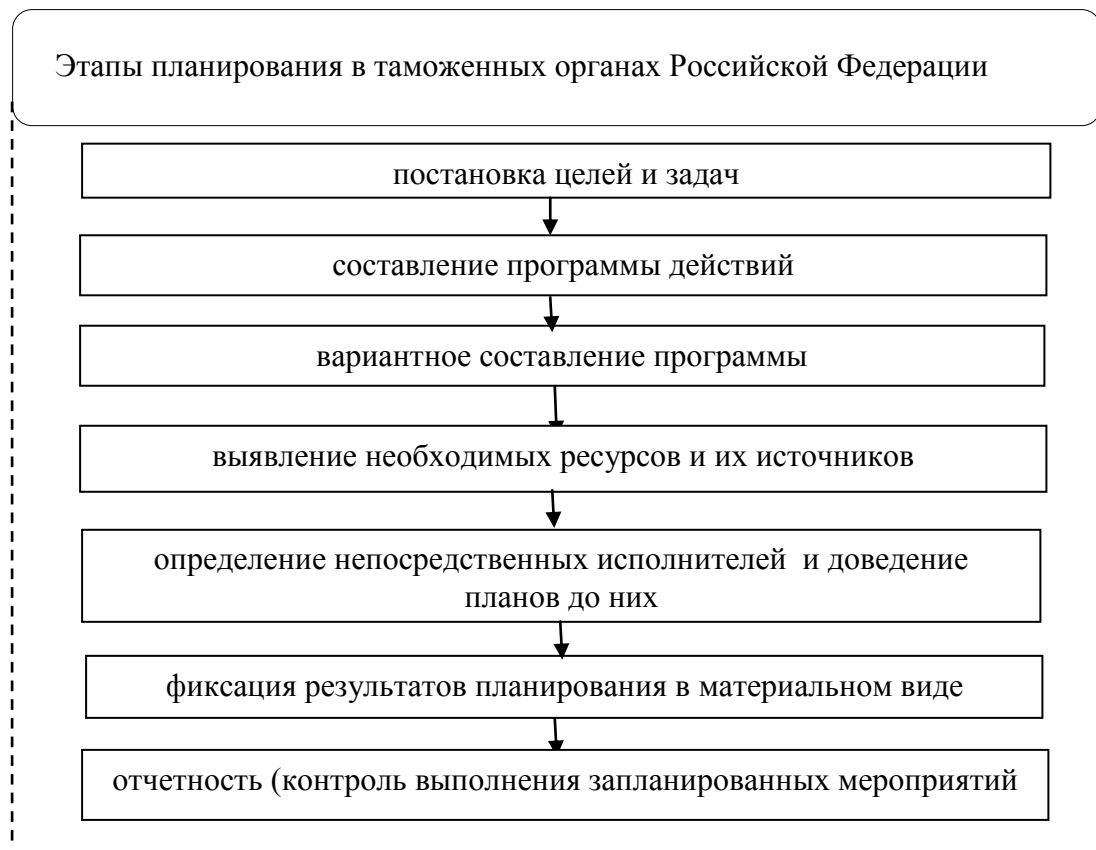 Этапы планирования в таможенных органах Российской Федерации
постановка целей и задач
составление программы действий
вариантное составление программы
выявление необходимых ресурсов и их источников
определение непосредственных исполнителей и доведение
планов до них
фиксация результатов планирования в материальном виде
отчетность (контроль выполнения запланированных мероприятий